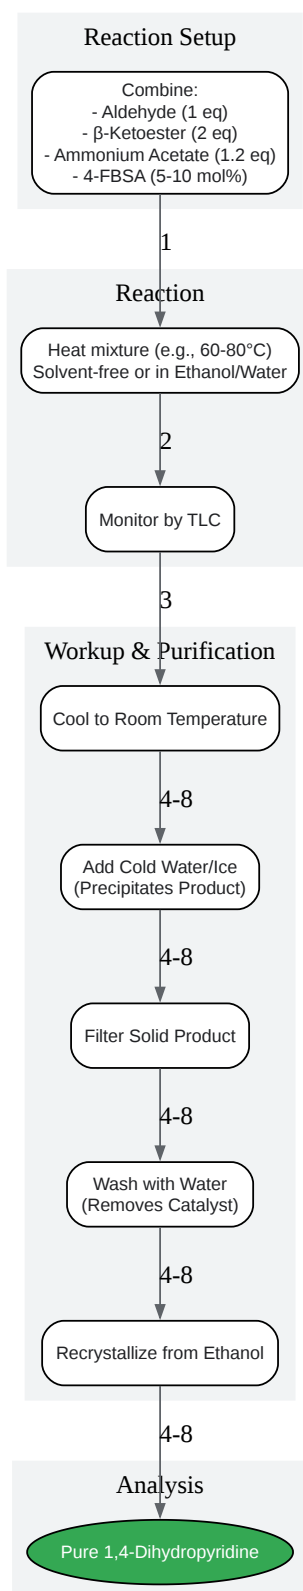 Reaction Setup
Combine:
- Aldehyde (1 eq)
- β-Ketoester (2 eq)
- Ammonium Acetate (1.2 eq)
- 4-FBSA (5-10 mol%)
1
Reaction
Heat mixture (e.g., 60-80°C)
Solvent-free or in Ethanol/Water
2
Monitor by TLC
3
Workup & Purification
Cool to Room Temperature
4-8
Add Cold Water/Ice
(Precipitates Product)
4-8
Filter Solid Product
4-8
Wash with Water
(Removes Catalyst)
4-8
Recrystallize from Ethanol
4-8
Analysis
Pure 1,4-Dihydropyridine